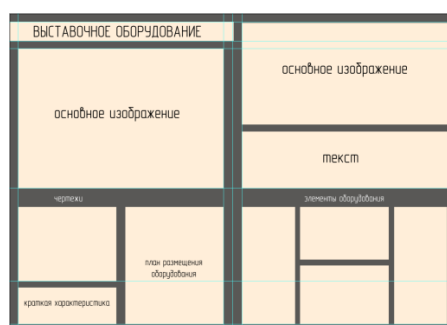 ВЫСТАВОЧНОЕ ОБОРУДОВАНИЕ
основное изображение
основное изображение
текст
чертежи
элементы оборудования
план размещения
оборудования
краткая характеристика